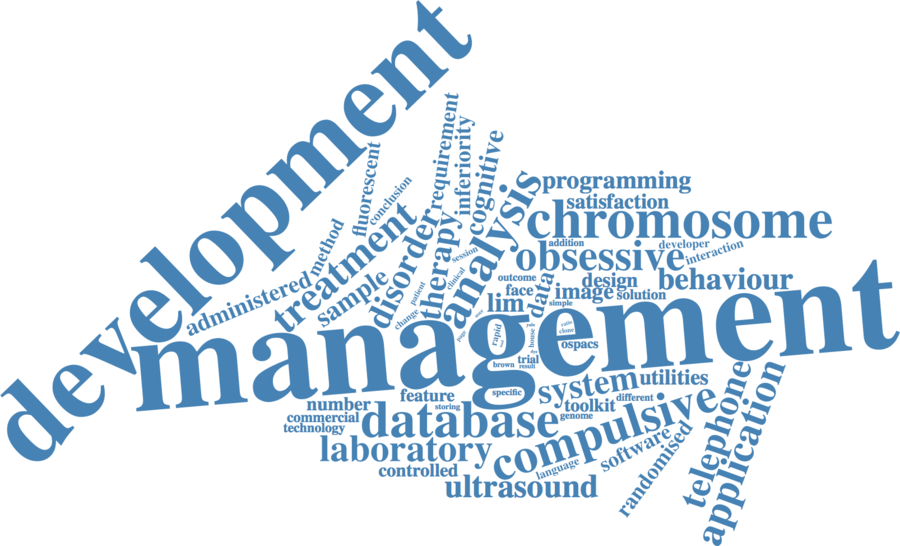 development
management
fluorescent
conclusion
requirement
inferiority
cognitive
method
administered
treatment
sample
disorder
therapy
analysis
session
clinical
patient
change
programming
satisfaction
chromosome
addition
developer
obsessive
interaction
outcome
design
behaviour
face
data
image
solution
lim
simple
rapid
house
clone
ospacs
trial
result
brown
specific
system
utilities
feature
storing
toolkit
different
genome
number
commercial
technology
database
compulsive
laboratory
controlled
language
software
randomised
telephone
application
ultrasound